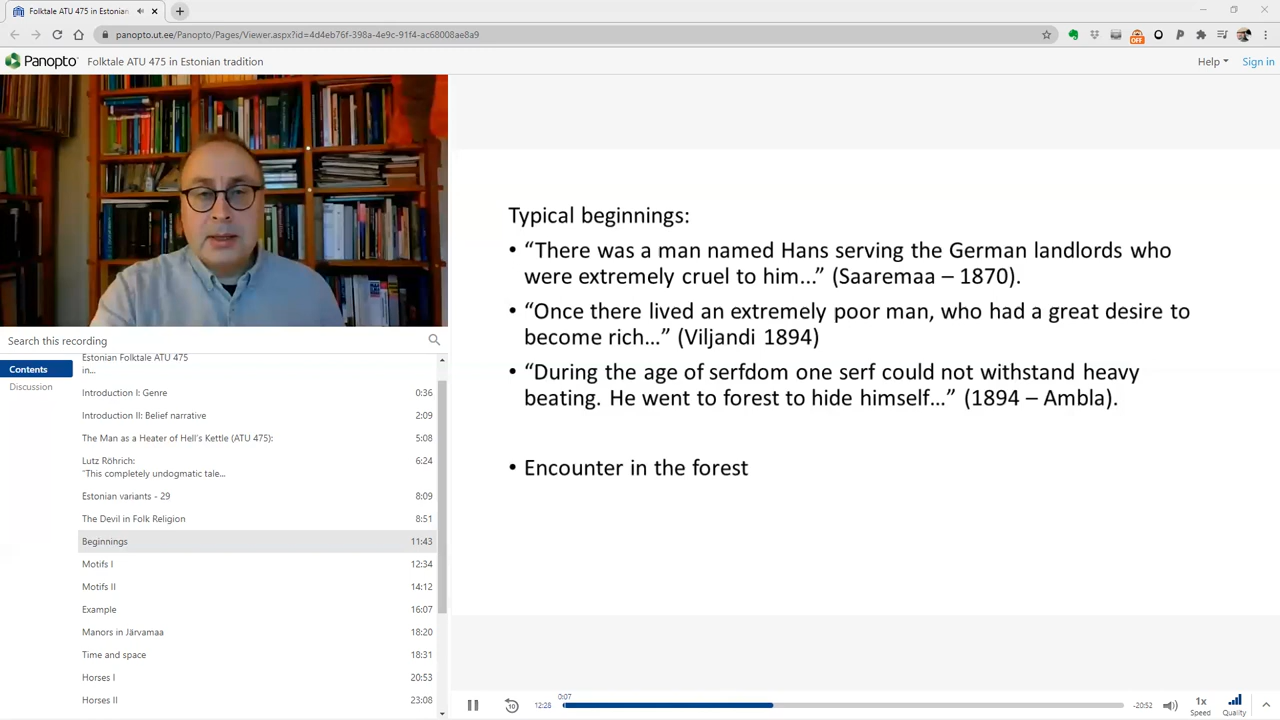 Folktale ATU 475 in Estonian
panopto.ut.ee/Panopto/Pages/Viewer.aspx?id=4d4eb76f-398a-4e9c-91f4-ac68008ae8a9
Panopto
Folktale ATU 475 in Estonian tradition
Help
Sign in
Search this recording
Contents
Discussion
Estonian Folktale ATU 475
in...
Introduction I: Genre 0:36
Introduction II: Belief narrative 2:09
The Man as a Heater of Hell's Kettle (ATU 475): 5:08
Lutz Röhrich: 6:24
"This completely undogmatic tale...
Estonian variants - 29 8:09
The Devil in Folk Religion 8:51
Beginnings 11:43
Motifs I 12:34
Motifs II 14:12
Example 16:07
Manors in Järvamaa 18:20
Time and space 18:31
Horses I 20:53
Horses II 23:08
Typical beginnings:
• “There was a man named Hans serving the German landlords who
were extremely cruel to him...” (Saaremaa – 1870).
• “Once there lived an extremely poor man, who had a great desire to
become rich…” (Viljandi 1894)
• “During the age of serfdom one serf could not withstand heavy
beating. He went to forest to hide himself…” (1894 – Ambla).
• Encounter in the forest
0:07
10
12:28
-20:52
1x
Speed
Quality